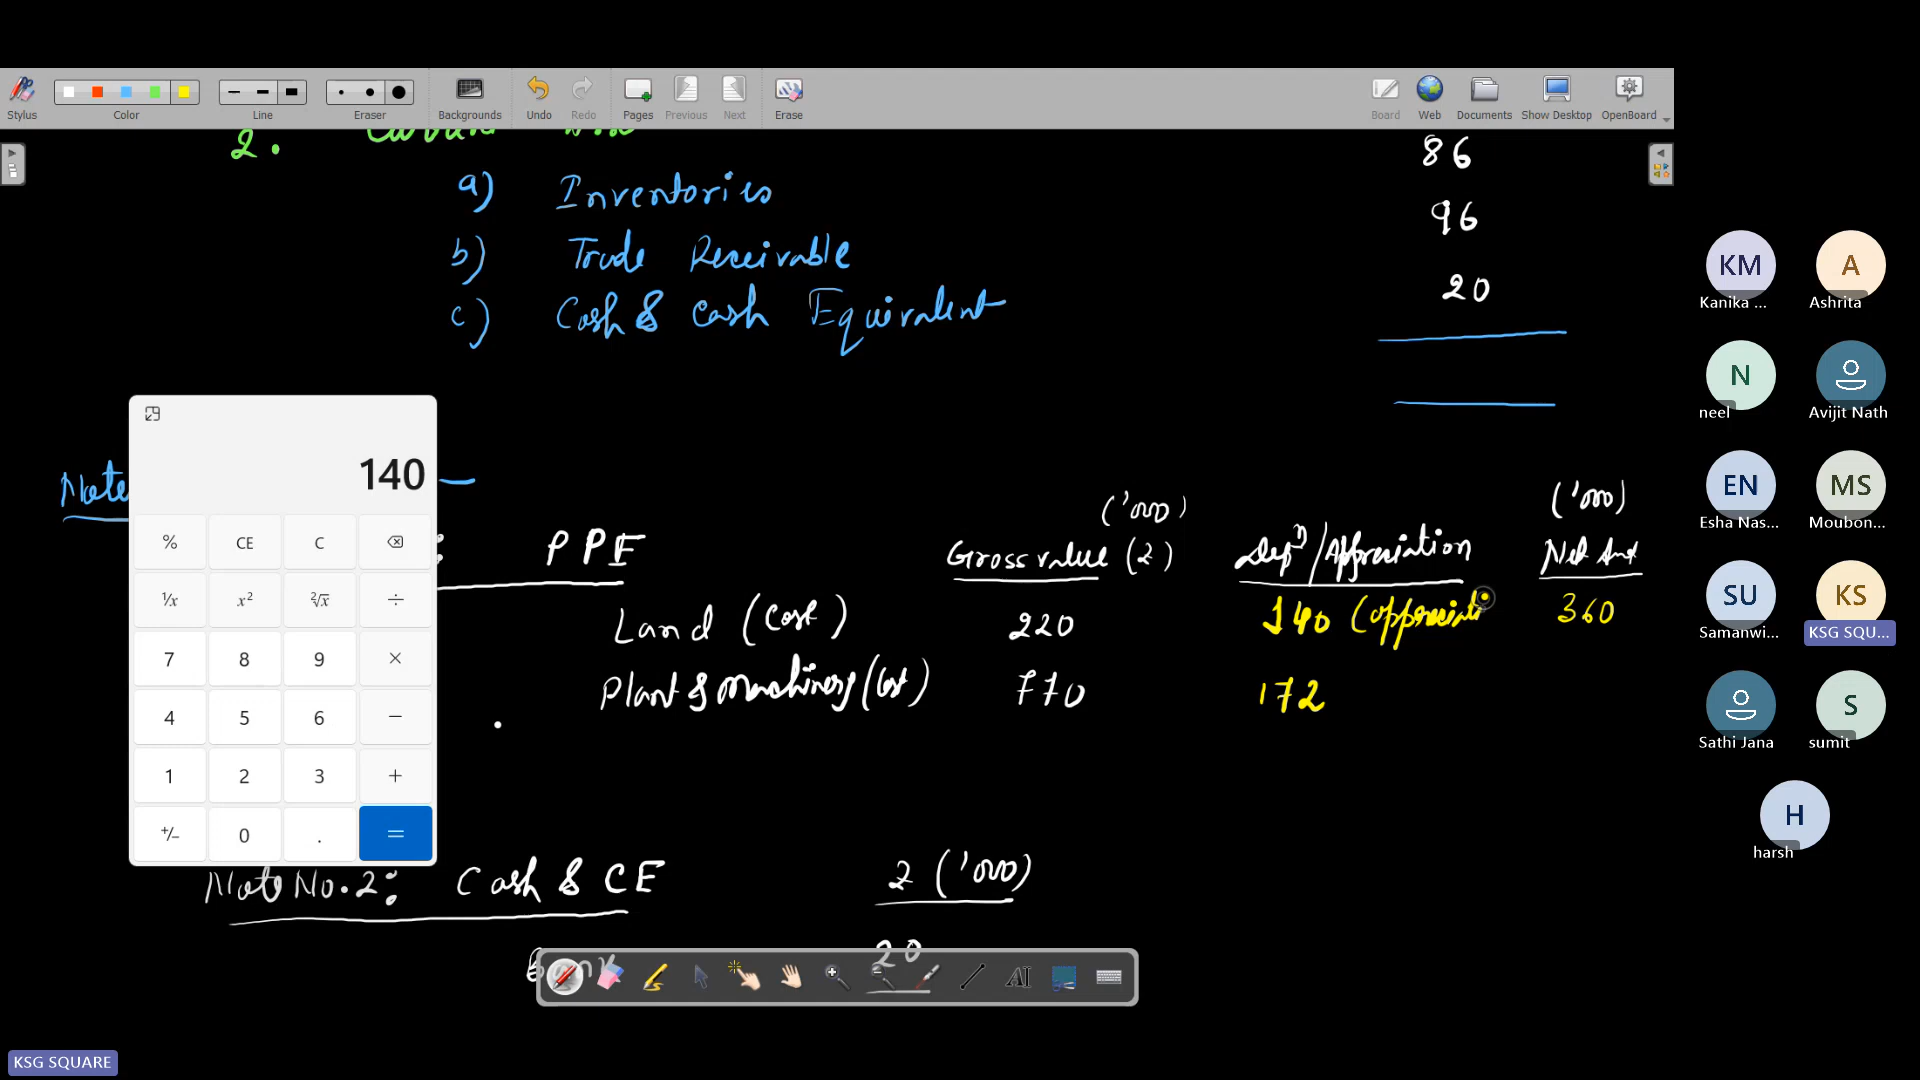 Stylus
Color
Line
Eraser
Backgrounds
Undo
Redo
Pages
Previous
Next
Erase
Board
Web
Documents
Show Desktop
OpenBoard
2.
86
a) Inventories
96
b) Trade Receivable
20
c) Cash & Cash Equivalent
140
% CE C
7 8 9 ×
4 5 6 −
1 2 3 +
+/− 0 . =
¹/x x² ²√x ÷
Note
('000) ('000)
: PPE Gross value (₹) Depⁿ/Appreciation Net Amt
Land (Cost) 220 140 (appreciati 360
Plant & Machinery (Cost) 770 172
Note No. 2: Cash & CE ₹ ('000)
Bank 20
AI
KM
Kanika ...
A
Ashrita
N
neel
Avijit Nath
EN
Esha Nas...
MS
Moubon...
SU
Samanwi...
KS
KSG SQU...
Sathi Jana
S
sumit
H
harsh
KSG SQUARE